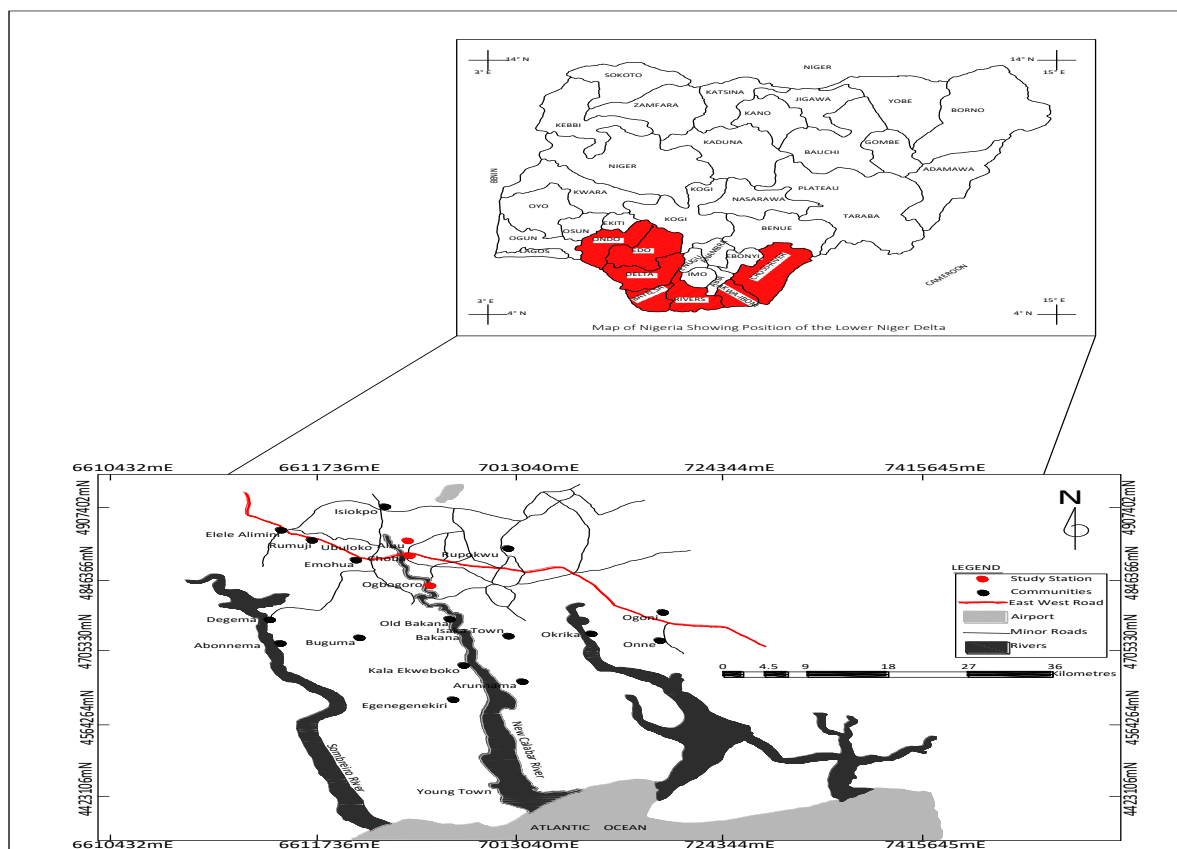 14° N
3° E
NIGER
14° N
15° E
SOKOTO
KATSINA
JIGAWA
YOBE
BORNO
ZAMFARA
KANO
KEBBI
KADUNA
BAUCHI
GOMBE
ADAMAWA
NIGER
BENIN
KWARA
KOGI
NASARAWA
PLATEAU
TARABA
OYO
EKITI
KOGI
BENUE
OSUN
OGUN
ONDO
EDO
LAGOS
EBONYI
DELTA
IMO
RIVERS
CAMEROON
3° E
4° N
15° E
4° N
Map of Nigeria Showing Position of the Lower Niger Delta
6610432mE 6611736mE 7013040mE 724344mE 7415645mE
4907402mN
4846366mN
4705330mN
4564264mN
4423106mN
4907402mN
4846366mN
4705330mN
4564264mN
4423106mN
N
Isiokpo
Elele Alimini
Rumuji
Ubuloko
Aluu
Choba
Rupokwu
Emohua
Ogbogoro
Degema
Old Bakana
Isaka Town
Bakana
Abonnema
Buguma
Okrika
Ogoni
Onne
Kala Ekweboko
Arunnama
Egenegenekiri
Sombreiro River
New Calabar River
Young Town
ATLANTIC OCEAN
LEGEND
Study Station
Communities
East West Road
Airport
Minor Roads
Rivers
0 4.5 9 18 27 36
Kilometres
6610432mE 6611736mE 7013040mE 724344mE 7415645mE